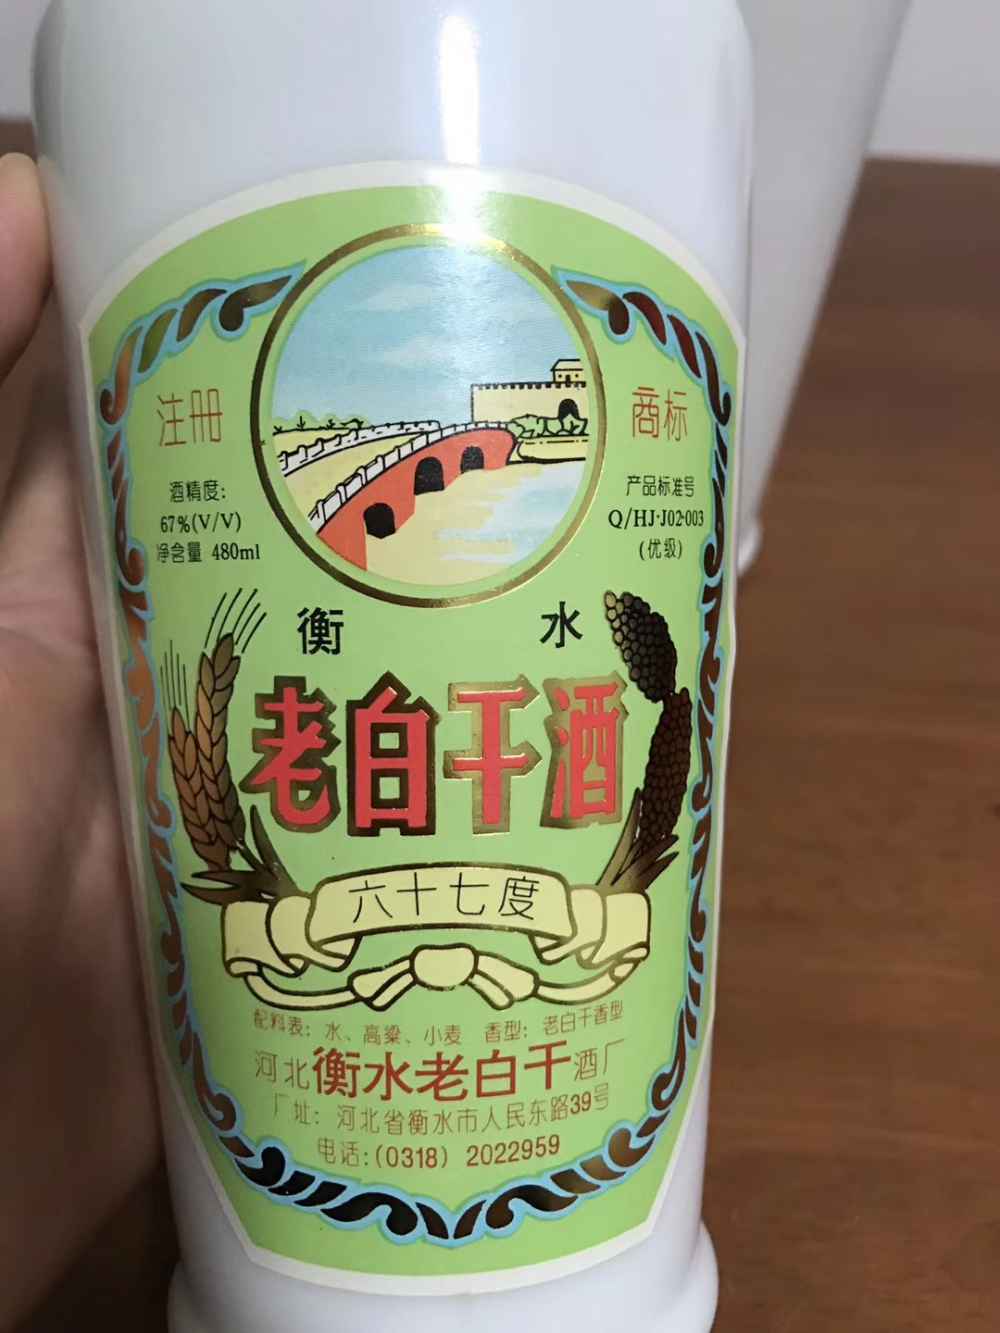 注册
商标
酒精度:
67%(V/V)
净含量 480ml
产品标准号
Q/HJ·J02·003
(优级)
衡水
老白干酒
六十七度
配料表: 水、高粱、小麦 香型: 老白干香型
河北衡水老白干酒厂
厂址: 河北省衡水市人民东路39号
电话:(0318) 2022959